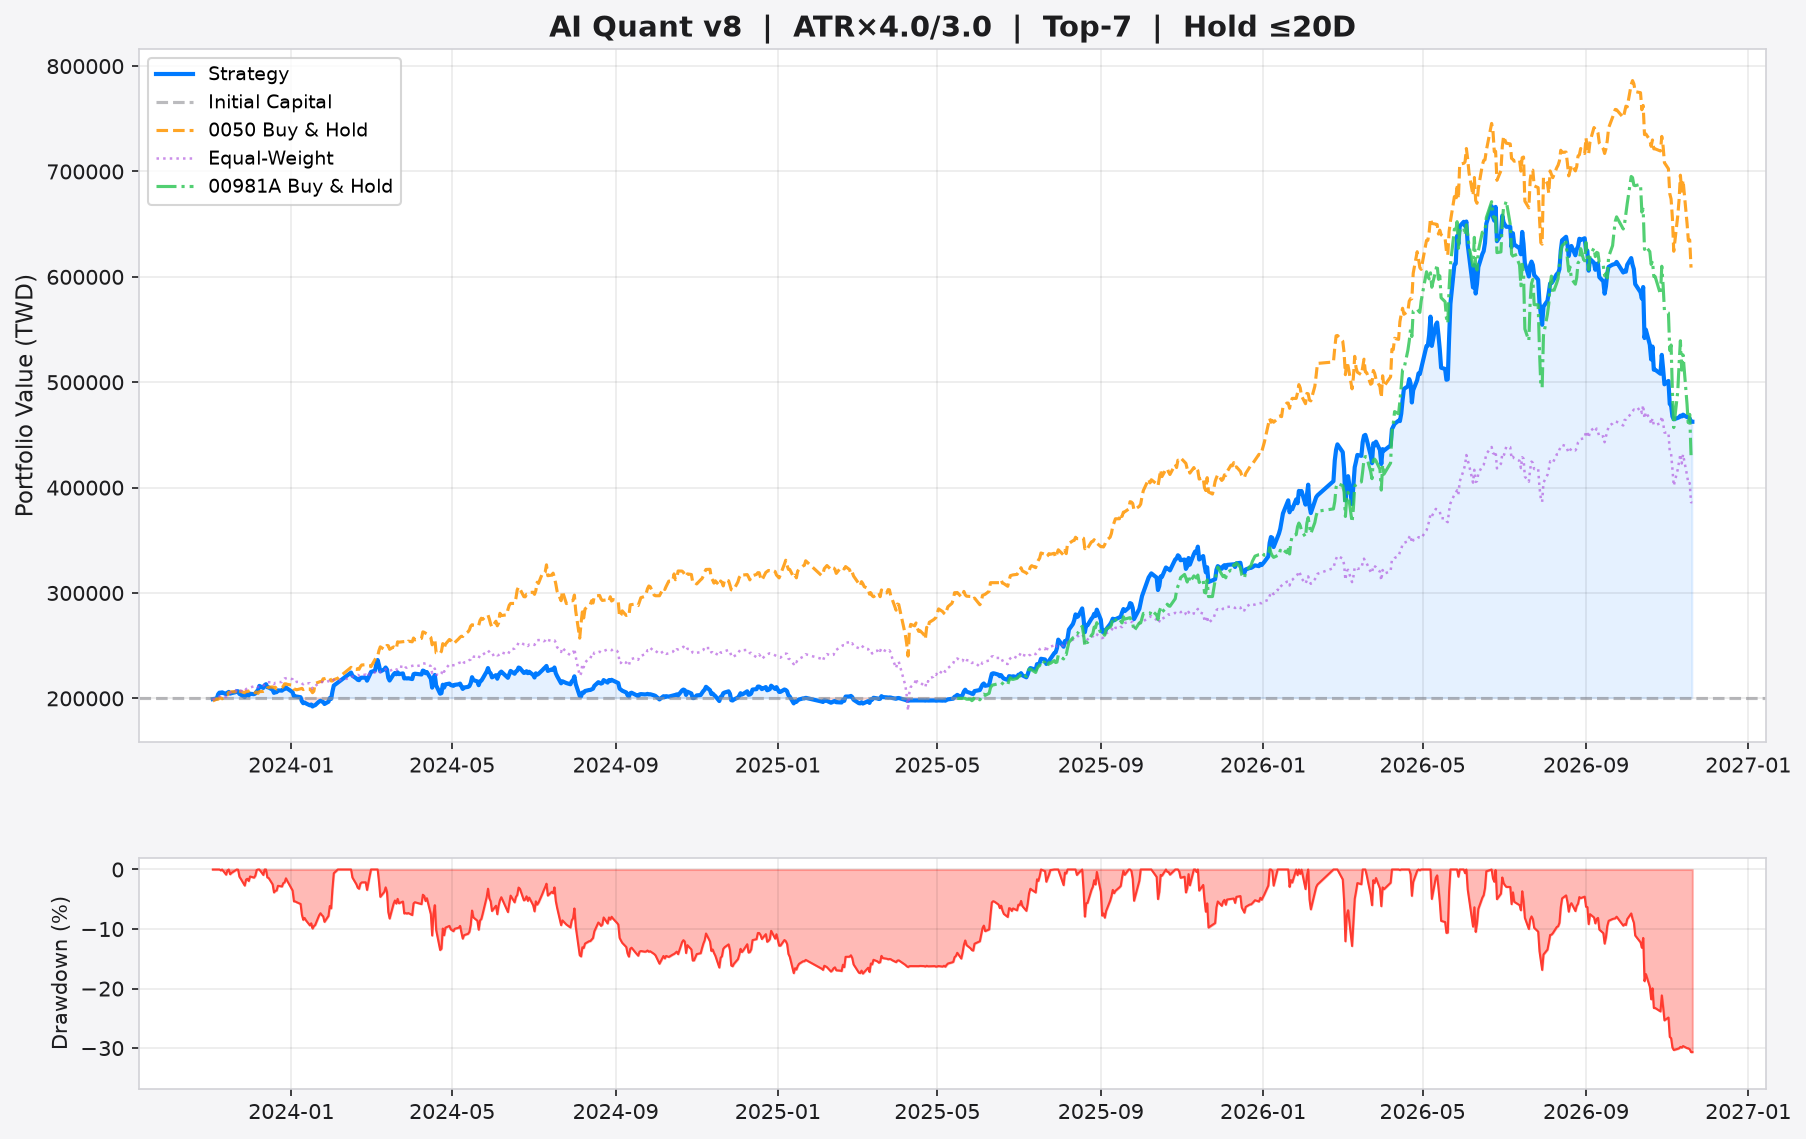 AI Quant v8 | ATR×4.0/3.0 | Top-7 | Hold ≤20D
Strategy
Initial Capital
0050 Buy & Hold
Equal-Weight
00981A Buy & Hold
Portfolio Value (TWD)
800000
700000
600000
500000
400000
300000
200000
2024-01 2024-05 2024-09 2025-01 2025-05 2025-09 2026-01 2026-05 2026-09 2027-01
Drawdown (%)
0
−10
−20
−30
2024-01 2024-05 2024-09 2025-01 2025-05 2025-09 2026-01 2026-05 2026-09 2027-01